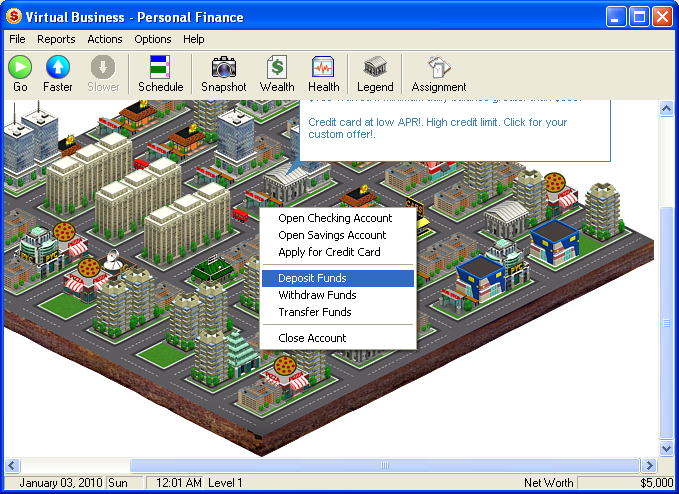 Virtual Business - Personal Finance
File Reports Actions Options Help
Go Faster Slower Schedule Snapshot Wealth Health Legend Assignment
Credit card at low APR!. High credit limit. Click for your
custom offer!.
Open Checking Account
Open Savings Account
Apply for Credit Card
Deposit Funds
Withdraw Funds
Transfer Funds
Close Account
January 03, 2010 Sun 12:01 AM Level 1 Net Worth $5,000